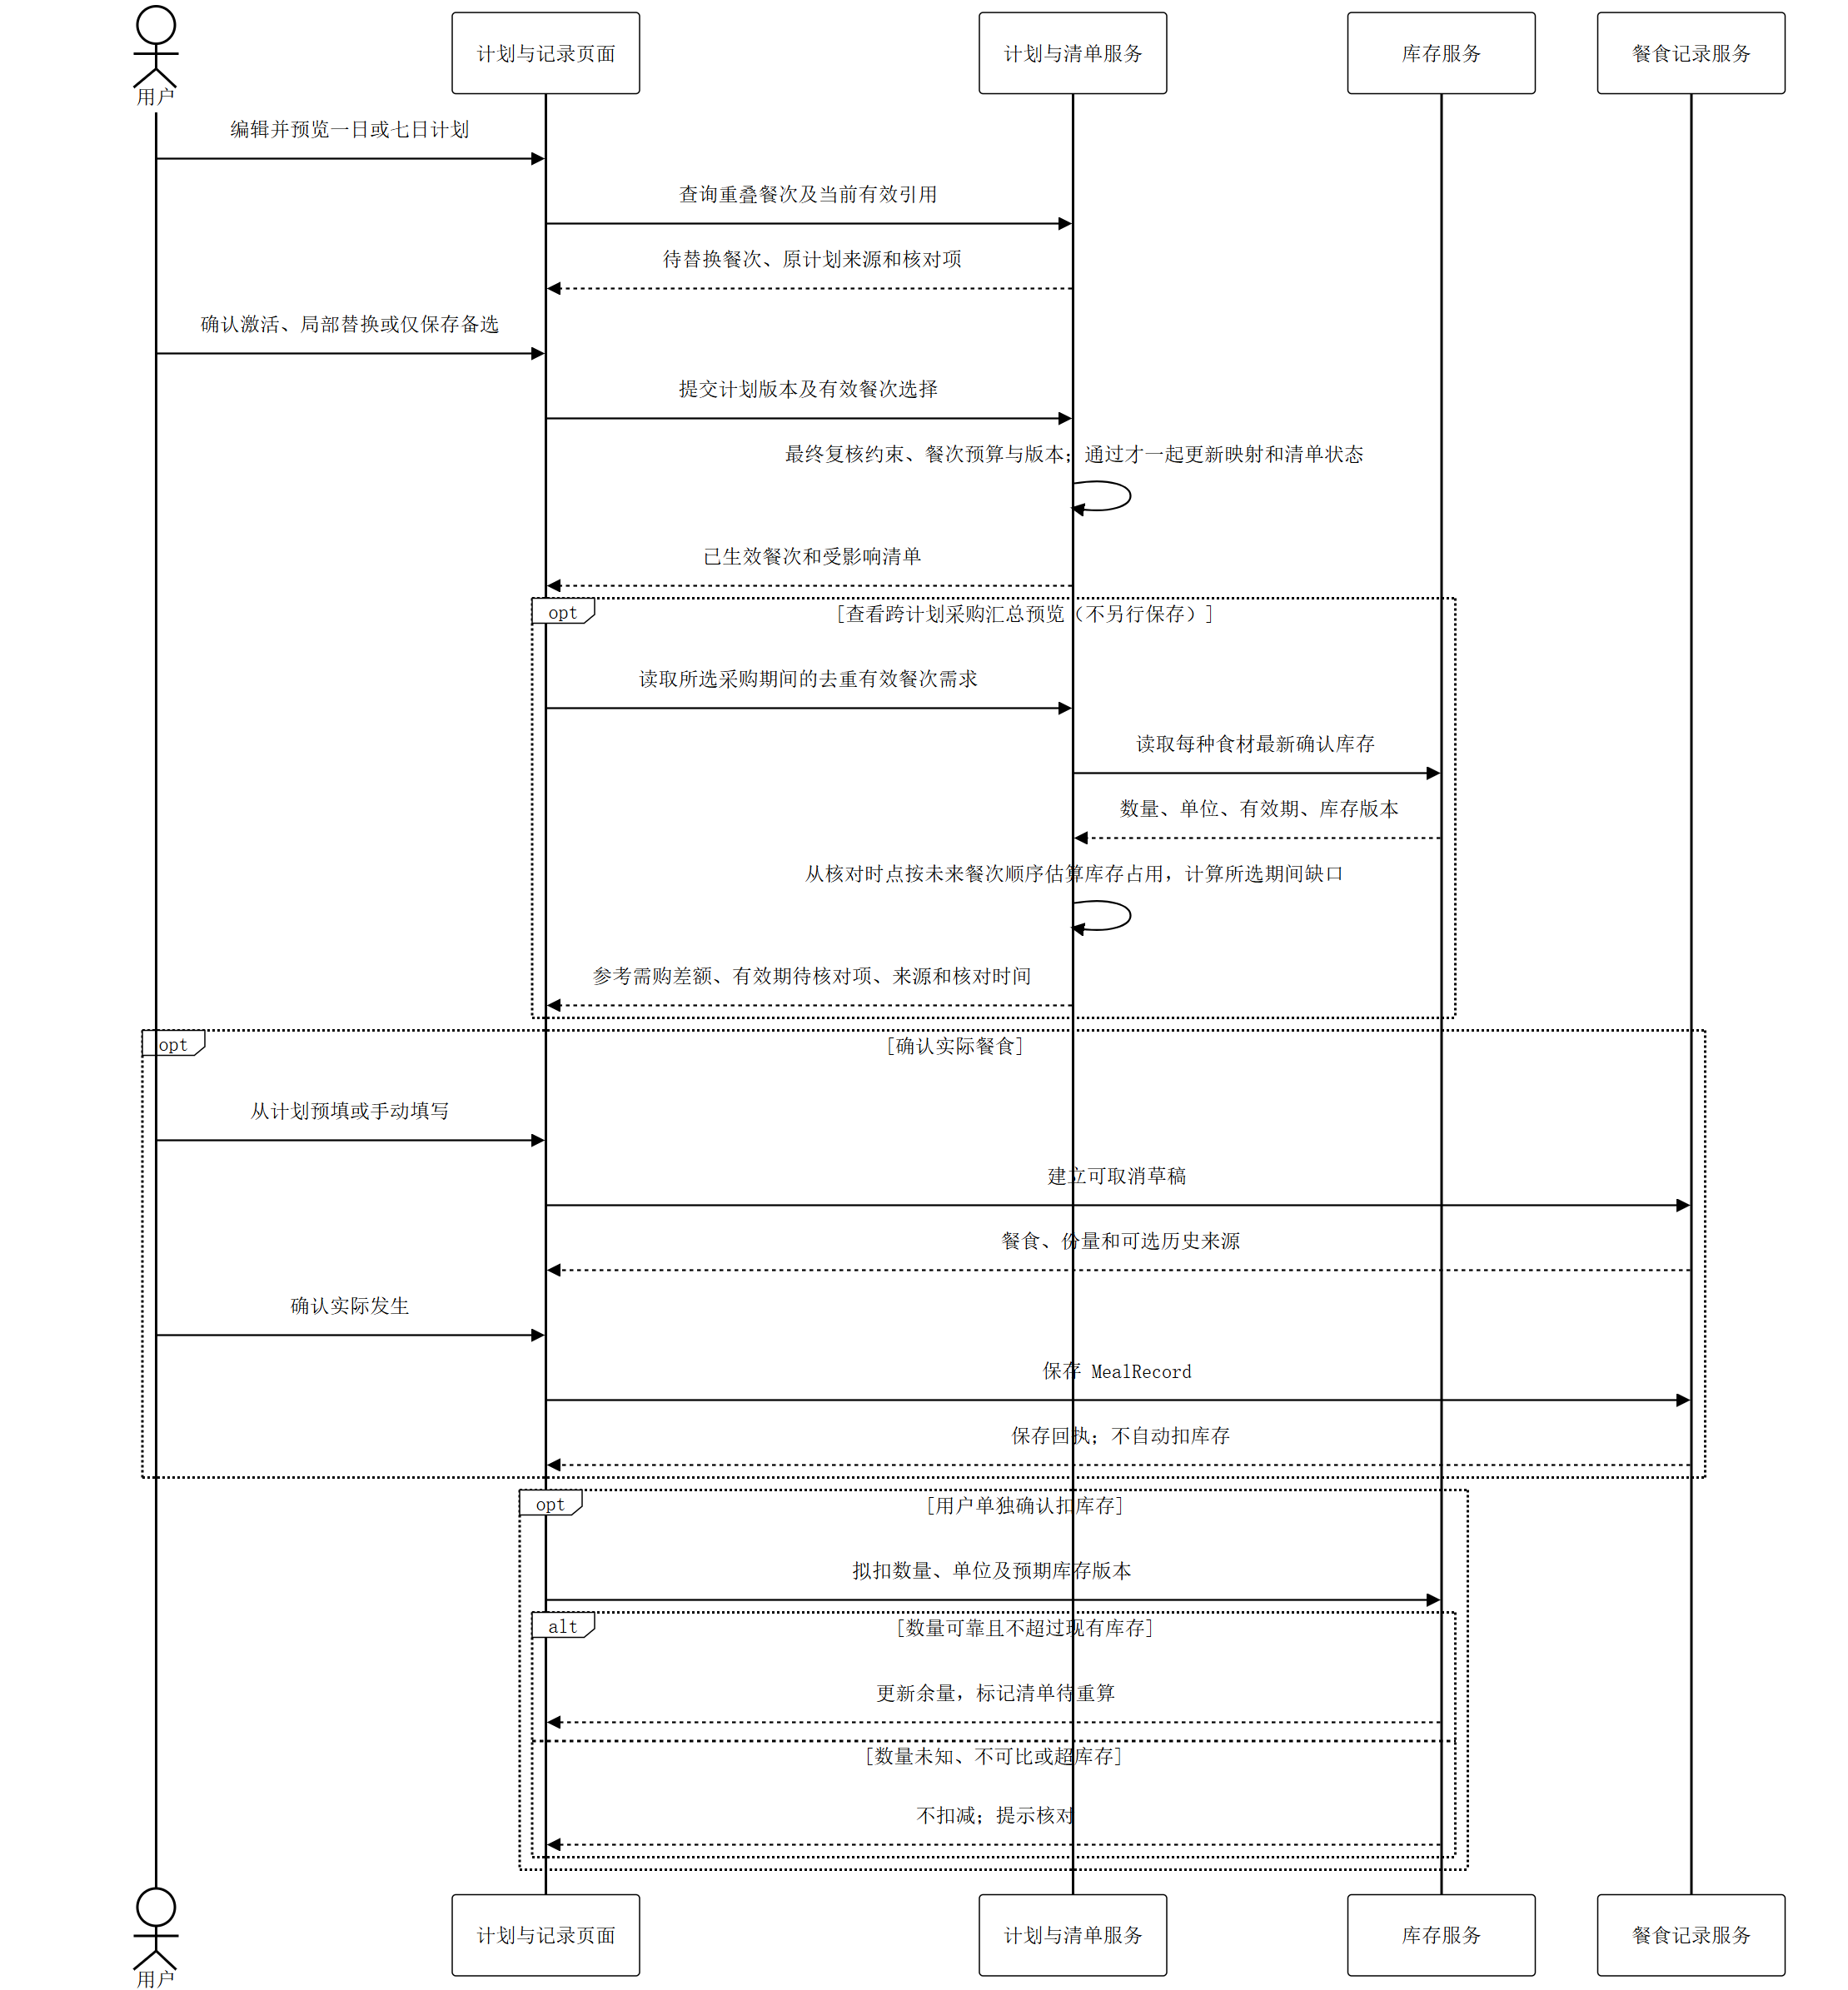 用户
计划与记录页面
计划与清单服务
库存服务
餐食记录服务
编辑并预览一日或七日计划
查询重叠餐次及当前有效引用
待替换餐次、原计划来源和核对项
确认激活、局部替换或仅保存备选
提交计划版本及有效餐次选择
最终复核约束、餐次预算与版本;通过才一起更新映射和清单状态
已生效餐次和受影响清单
opt
[查看跨计划采购汇总预览（不另行保存）]
读取所选采购期间的去重有效餐次需求
读取每种食材最新确认库存
数量、单位、有效期、库存版本
从核对时点按未来餐次顺序估算库存占用，计算所选期间缺口
参考需购差额、有效期待核对项、来源和核对时间
opt
[确认实际餐食]
从计划预填或手动填写
建立可取消草稿
餐食、份量和可选历史来源
确认实际发生
保存 MealRecord
保存回执;不自动扣库存
opt
[用户单独确认扣库存]
拟扣数量、单位及预期库存版本
alt
[数量可靠且不超过现有库存]
更新余量，标记清单待重算
[数量未知、不可比或超库存]
不扣减;提示核对
用户
计划与记录页面
计划与清单服务
库存服务
餐食记录服务